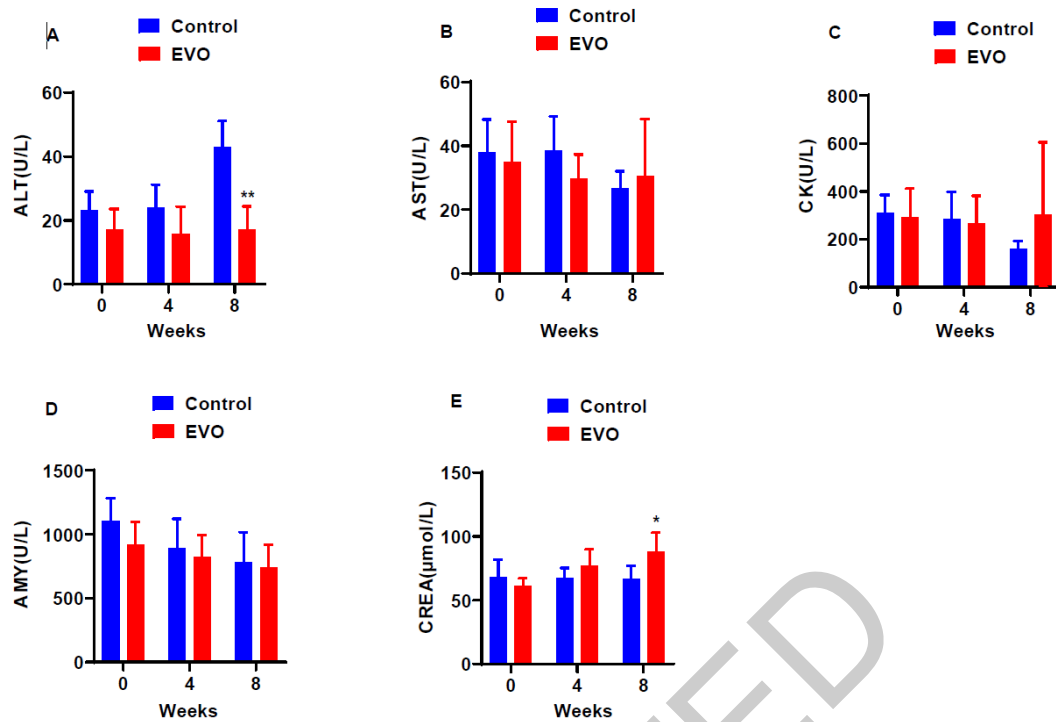 A
Control
EVO
ALT(U/L)
60
40
20
0
**
0 4 8
Weeks
B
Control
EVO
AST(U/L)
60
40
20
0
0 4 8
Weeks
C
Control
EVO
CK(U/L)
800
600
400
200
0
0 4 8
Weeks
D
Control
EVO
AMY(U/L)
1500
1000
500
0
0 4 8
Weeks
E
Control
EVO
CREA(µmol/L)
150
100
50
0
*
0 4 8
Weeks
ED